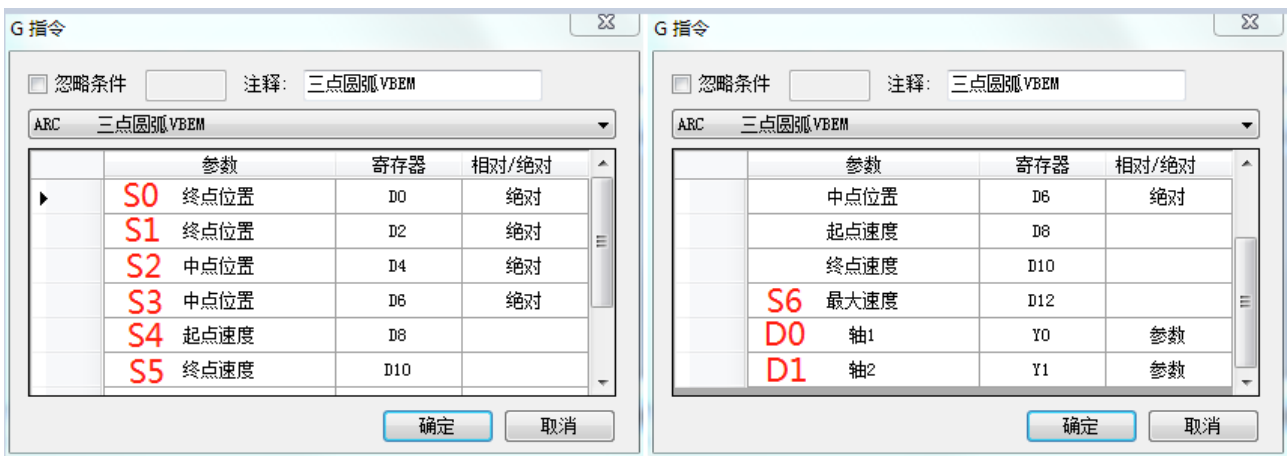 G 指令
忽略条件 注释: 三点圆弧VBEM
ARC 三点圆弧VBEM
参数 寄存器 相对/绝对
S0 终点位置 D0 绝对
S1 终点位置 D2 绝对
S2 中点位置 D4 绝对
S3 中点位置 D6 绝对
S4 起点速度 D8
S5 终点速度 D10
确定 取消
G 指令
忽略条件 注释: 三点圆弧VBEM
ARC 三点圆弧VBEM
参数 寄存器 相对/绝对
中点位置 D6 绝对
起点速度 D8
终点速度 D10
S6 最大速度 D12
D0 轴1 Y0 参数
D1 轴2 Y1 参数
确定 取消